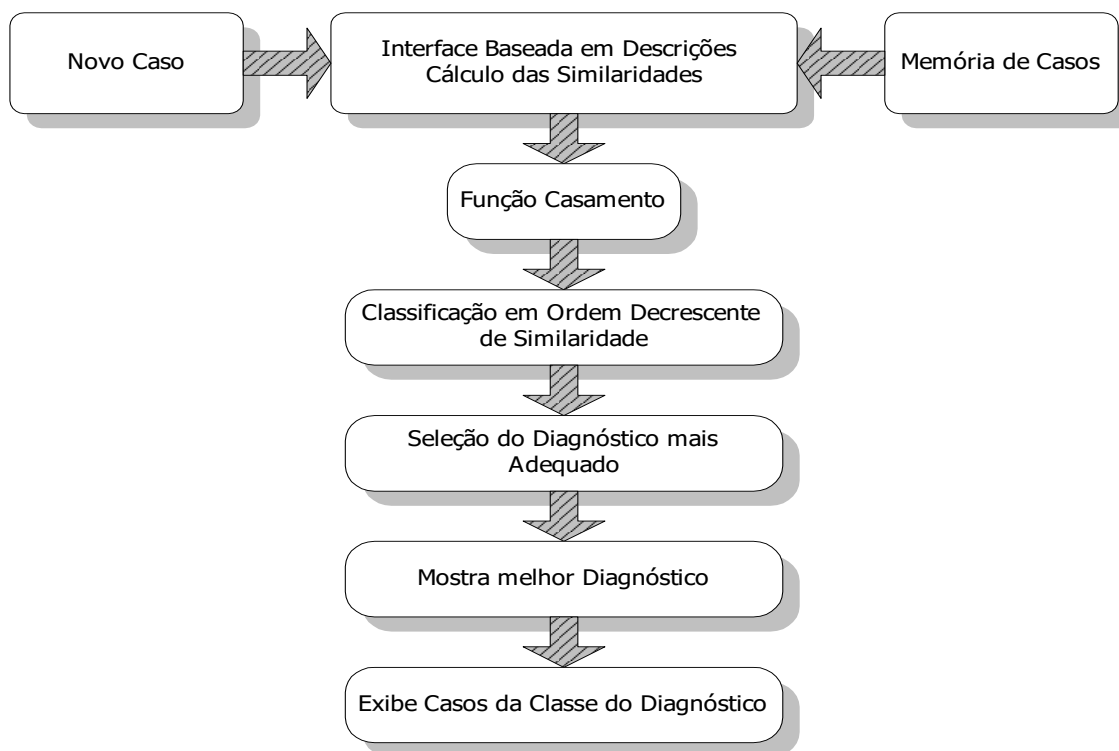 Novo Caso
Interface Baseada em Descrições
Cálculo das Similaridades
Memória de Casos
Função Casamento
Classificação em Ordem Decrescente
de Similaridade
Seleção do Diagnóstico mais
Adequado
Mostra melhor Diagnóstico
Exibe Casos da Classe do Diagnóstico